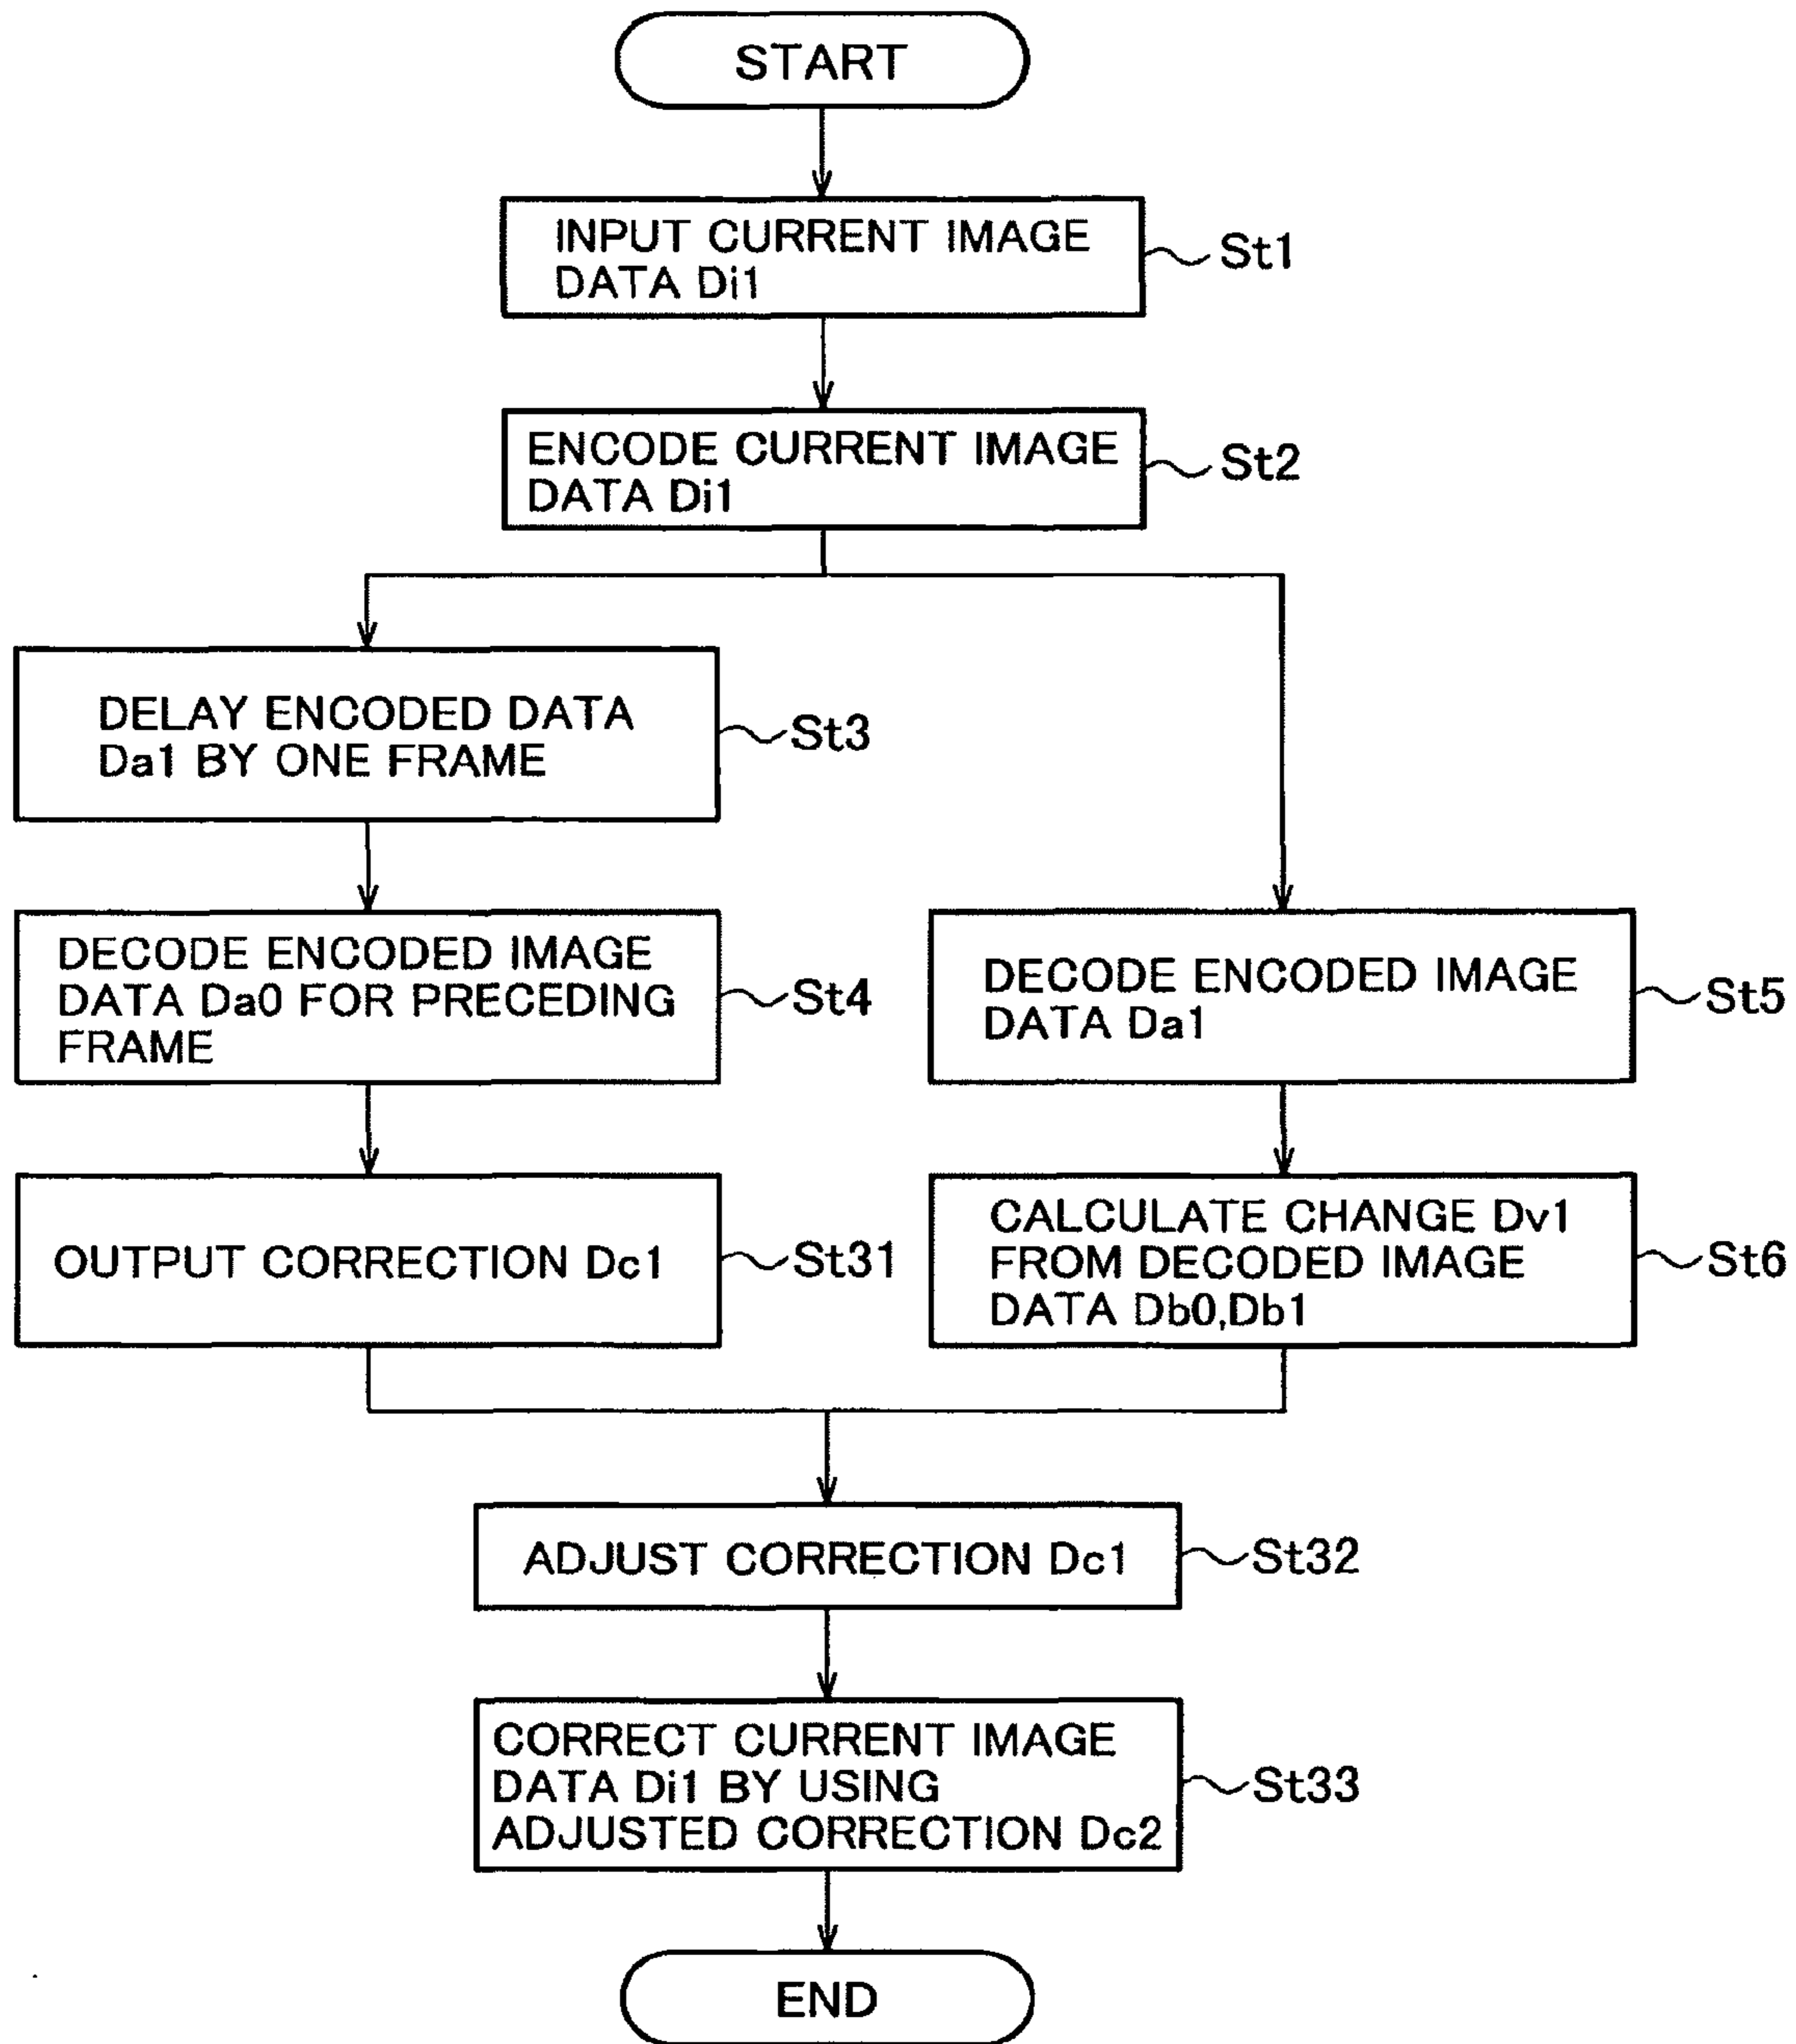 START
INPUT CURRENT IMAGE
DATA Di1
St1
ENCODE CURRENT IMAGE
DATA Di1
St2
DELAY ENCODED DATA
Da1 BY ONE FRAME
St3
DECODE ENCODED IMAGE
DATA Da0 FOR PRECEDING
FRAME
St4
DECODE ENCODED IMAGE
DATA Da1
St5
OUTPUT CORRECTION Dc1
St31
CALCULATE CHANGE Dv1
FROM DECODED IMAGE
DATA Db0,Db1
St6
ADJUST CORRECTION Dc1
St32
CORRECT CURRENT IMAGE
DATA Di1 BY USING
ADJUSTED CORRECTION Dc2
St33
END